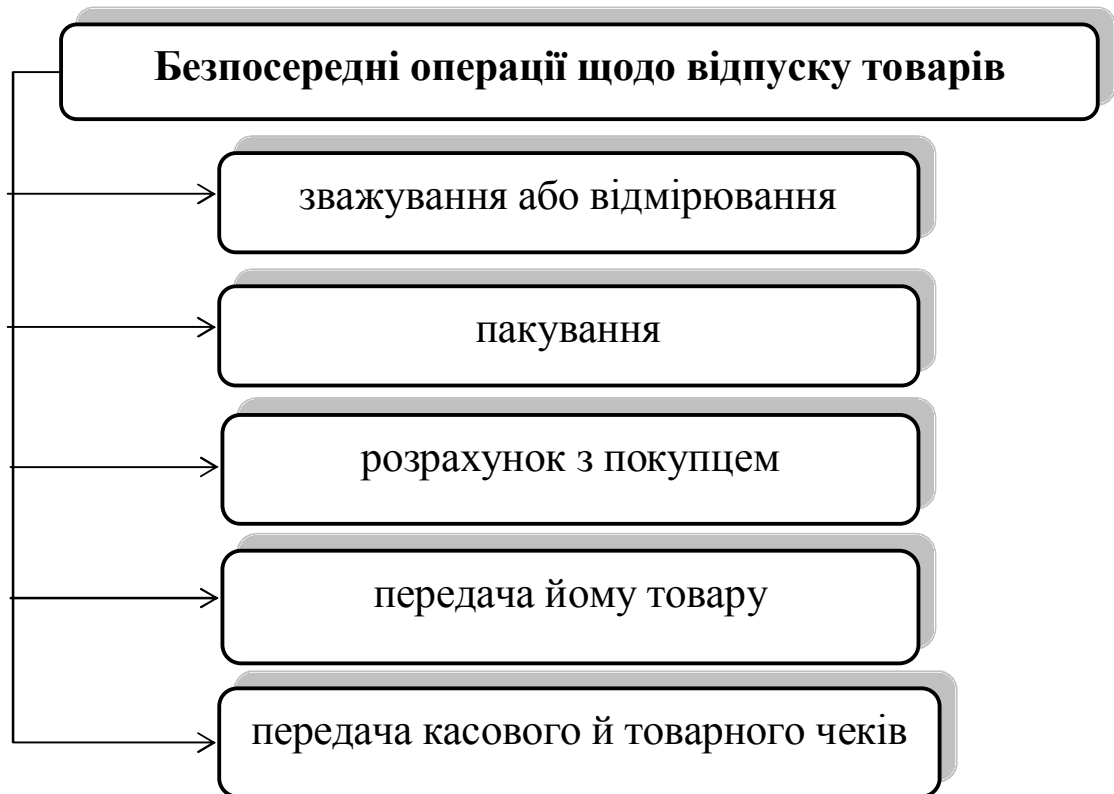 Безпосередні операції щодо відпуску товарів
зважування або відмірювання
пакування
розрахунок з покупцем
передача йому товару
передача касового й товарного чеків